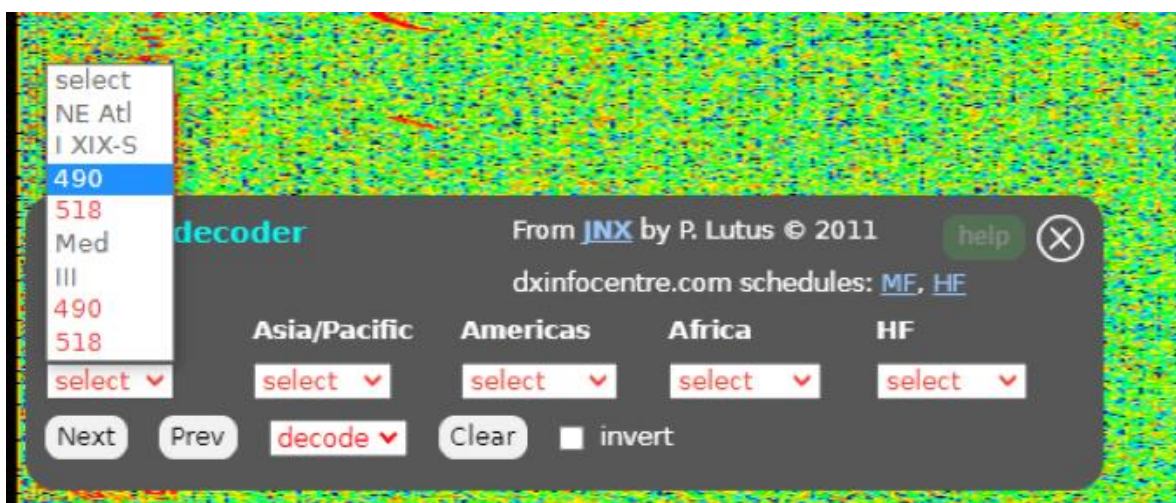 select
NE Atl
I XIX-S
490
518
Med
III
490
518
decoder
From JNX by P. Lutus © 2011
help
dxinfocentre.com schedules: MF, HF
Asia/Pacific Americas Africa HF
select select select select select
Next Prev decode Clear invert